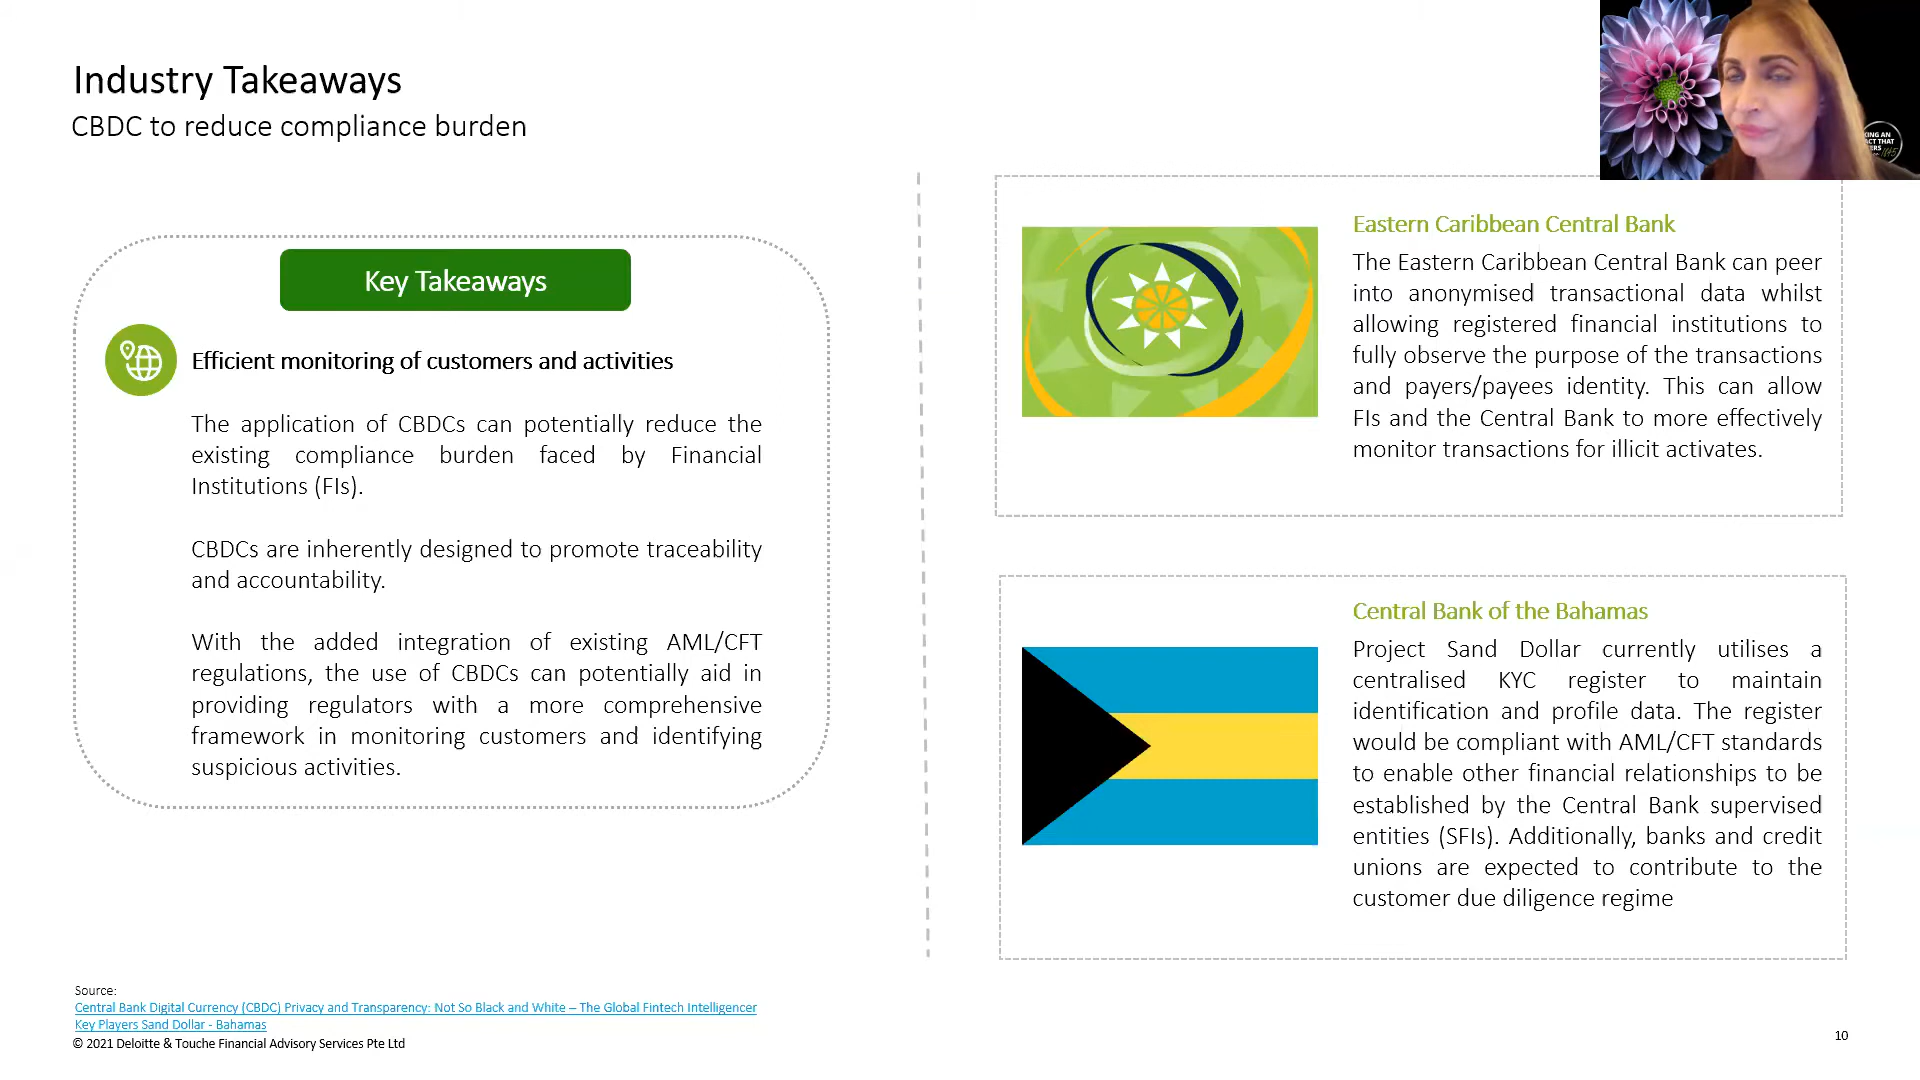 Industry Takeaways
CBDC to reduce compliance burden
Key Takeaways
Efficient monitoring of customers and activities
The application of CBDCs can potentially reduce the
existing compliance burden faced by Financial
Institutions (FIs).
CBDCs are inherently designed to promote traceability
and accountability.
With the added integration of existing AML/CFT
regulations, the use of CBDCs can potentially aid in
providing regulators with a more comprehensive
framework in monitoring customers and identifying
suspicious activities.
Eastern Caribbean Central Bank
The Eastern Caribbean Central Bank can peer
into anonymised transactional data whilst
allowing registered financial institutions to
fully observe the purpose of the transactions
and payers/payees identity. This can allow
FIs and the Central Bank to more effectively
monitor transactions for illicit activates.
Central Bank of the Bahamas
Project Sand Dollar currently utilises a
centralised KYC register to maintain
identification and profile data. The register
would be compliant with AML/CFT standards
to enable other financial relationships to be
established by the Central Bank supervised
entities (SFIs). Additionally, banks and credit
unions are expected to contribute to the
customer due diligence regime
Source:
Central Bank Digital Currency (CBDC) Privacy and Transparency: Not So Black and White – The Global Fintech Intelligencer
Key Players Sand Dollar - Bahamas
© 2021 Deloitte & Touche Financial Advisory Services Pte Ltd
10